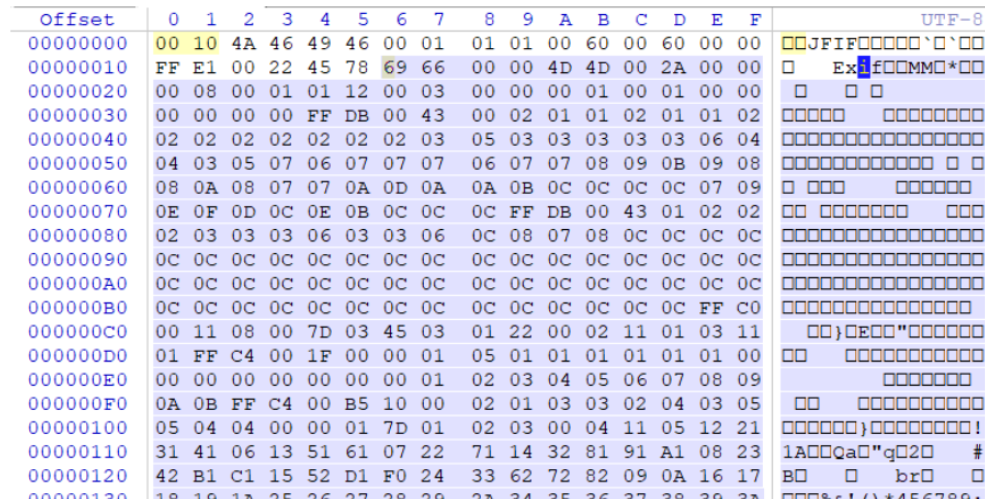 Offset 0 1 2 3 4 5 6 7 8 9 A B C D E F UTF-8
00000000 00 10 4A 46 49 46 00 01 01 01 00 60 00 60 00 00 □□JFIF□□□□□`□`□□
00000010 FF E1 00 22 45 78 69 66 00 00 4D 4D 00 2A 00 00 □ Exif□□MM□*□□
00000020 00 08 00 01 01 12 00 03 00 00 00 01 00 01 00 00 □ □ □
00000030 00 00 00 00 FF DB 00 43 00 02 01 01 02 01 01 02 □□□□□ □□□□□□□□
00000040 02 02 02 02 02 02 02 03 05 03 03 03 03 03 06 04 □□□□□□□□□□□□□□□□
00000050 04 03 05 07 06 07 07 07 06 07 07 08 09 0B 09 08 □□□□□□□□□□□□ □ □
00000060 08 0A 08 07 07 0A 0D 0A 0A 0B 0C 0C 0C 0C 07 09 □ □□□ □□□□□□
00000070 0E 0F 0D 0C 0E 0B 0C 0C 0C FF DB 00 43 01 02 02 □□ □□□□□□□ □□□
00000080 02 03 03 03 06 03 03 06 0C 08 07 08 0C 0C 0C 0C □□□□□□□□□□□□□□□□
00000090 0C 0C 0C 0C 0C 0C 0C 0C 0C 0C 0C 0C 0C 0C 0C 0C □□□□□□□□□□□□□□□□
000000A0 0C 0C 0C 0C 0C 0C 0C 0C 0C 0C 0C 0C 0C 0C 0C 0C □□□□□□□□□□□□□□□□
000000B0 0C 0C 0C 0C 0C 0C 0C 0C 0C 0C 0C 0C 0C 0C FF C0 □□□□□□□□□□□□□□
000000C0 00 11 08 00 7D 03 45 03 01 22 00 02 11 01 03 11 □□}□E□□"□□□□□□
000000D0 01 FF C4 00 1F 00 00 01 05 01 01 01 01 01 01 00 □□ □□□□□□□□□□□
000000E0 00 00 00 00 00 00 00 01 02 03 04 05 06 07 08 09 □□□□□□□
000000F0 0A 0B FF C4 00 B5 10 00 02 01 03 03 02 04 03 05 □□ □□□□□□□□□□
00000100 05 04 04 00 00 01 7D 01 02 03 00 04 11 05 12 21 □□□□□□}□□□□□□□□!
00000110 31 41 06 13 51 61 07 22 71 14 32 81 91 A1 08 23 1A□□Qa□"q□2□ #
00000120 42 B1 C1 15 52 D1 F0 24 33 62 72 82 09 0A 16 17 B□ □ br□ □
00000130 18 19 1A 25 26 27 28 29 2A 34 35 36 37 38 39 3A □□□%&'()*456789: